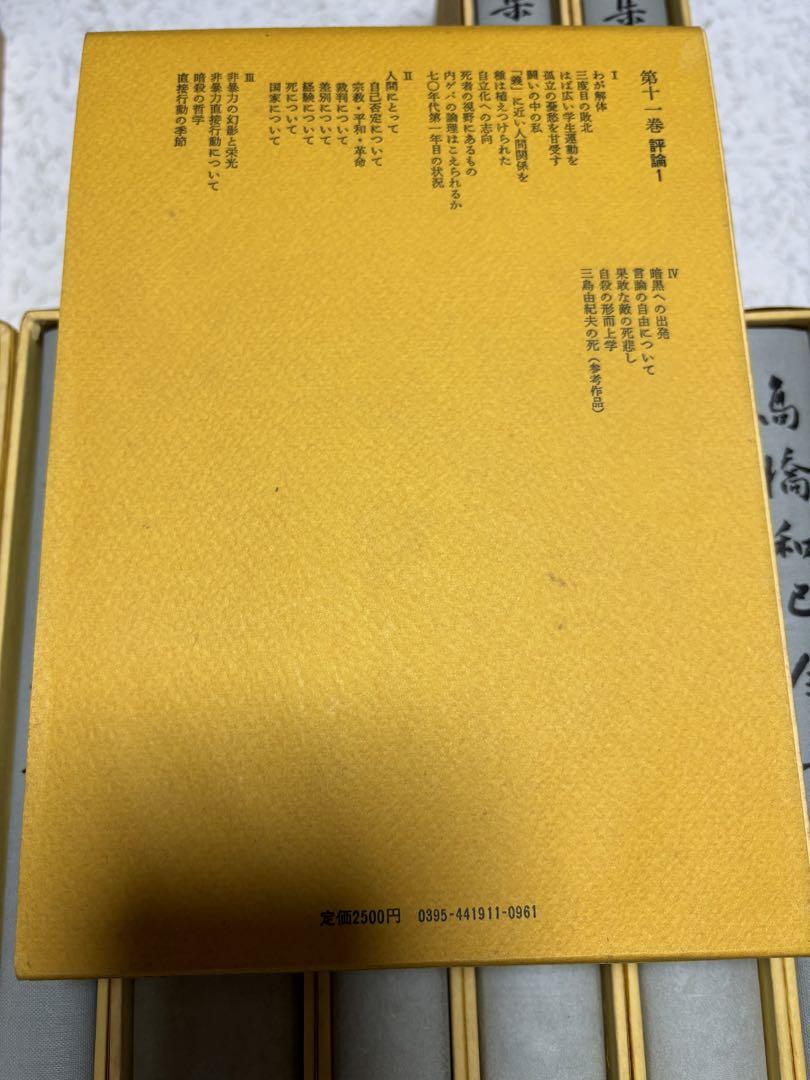 第十一巻 評論1
I
わが解体
三度目の敗北
はば広い学生運動を
孤立の憂愁を甘受す
闘いの中の私
「義」に近い人間関係を
種は植えつけられた
自立化への志向
死者の視野にあるもの
内ゲバの論理はこえられるか
七〇年代第一年目の状況
II
人間にとって
自己否定について
宗教・平和・革命
裁判について
差別について
経験について
死について
国家について
III
非暴力の幻影と栄光
非暴力直接行動について
暗殺の哲学
直接行動の季節
IV
暗黒への出発
言論の自由について
果敢な敵の死悲し
自殺の形而上学
三島由紀夫の死(参考作品)
定価2500円 0395-441911-0961
集
集
高橋和巳全